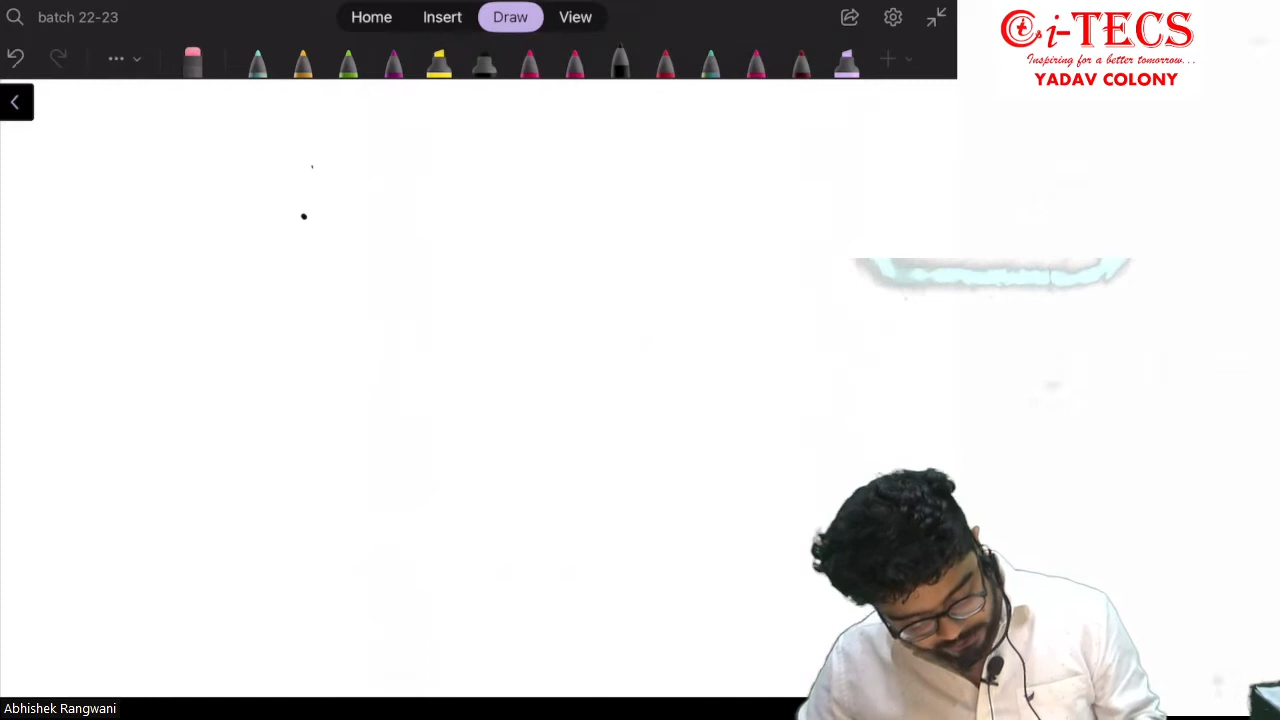 batch 22-23
Home Insert Draw View
i-TECS
Inspiring for a better tomorrow...
YADAV COLONY
Abhishek Rangwani